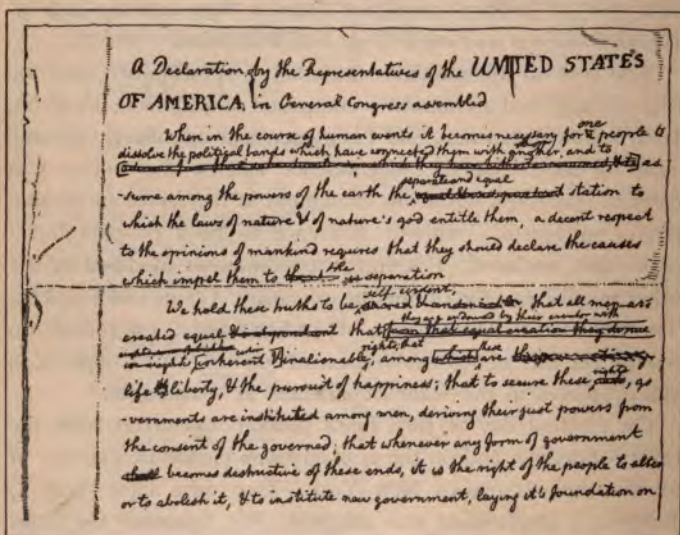 A Declaration by the Representatives of the UNITED STATES
OF AMERICA, in General Congress assembled
one
When in the course of human events it becomes necessary for a people to
dissolve the political bands which have connected them with another, and to
as
separate and equal
-sume among the powers of the earth the station to
which the laws of nature & of nature's god entitle them, a decent respect
to the opinions of mankind requires that they should declare the causes
the
which impel them to the separation
self evident,
We hold these truths to be sacred & undeniable, that all men are
they are endowed by their creator with
created equal & independent that from that equal creation they derive
rights; that these
inherent & inalienable, among which are
rights
life & liberty, & the pursuit of happiness; that to secure these ends, go
-vernments are instituted among men, deriving their just powers from
the consent of the governed; that whenever any form of government
shall becomes destructive of these ends, it is the right of the people to alter
or to abolish it, & to institute new government, laying it's foundation on